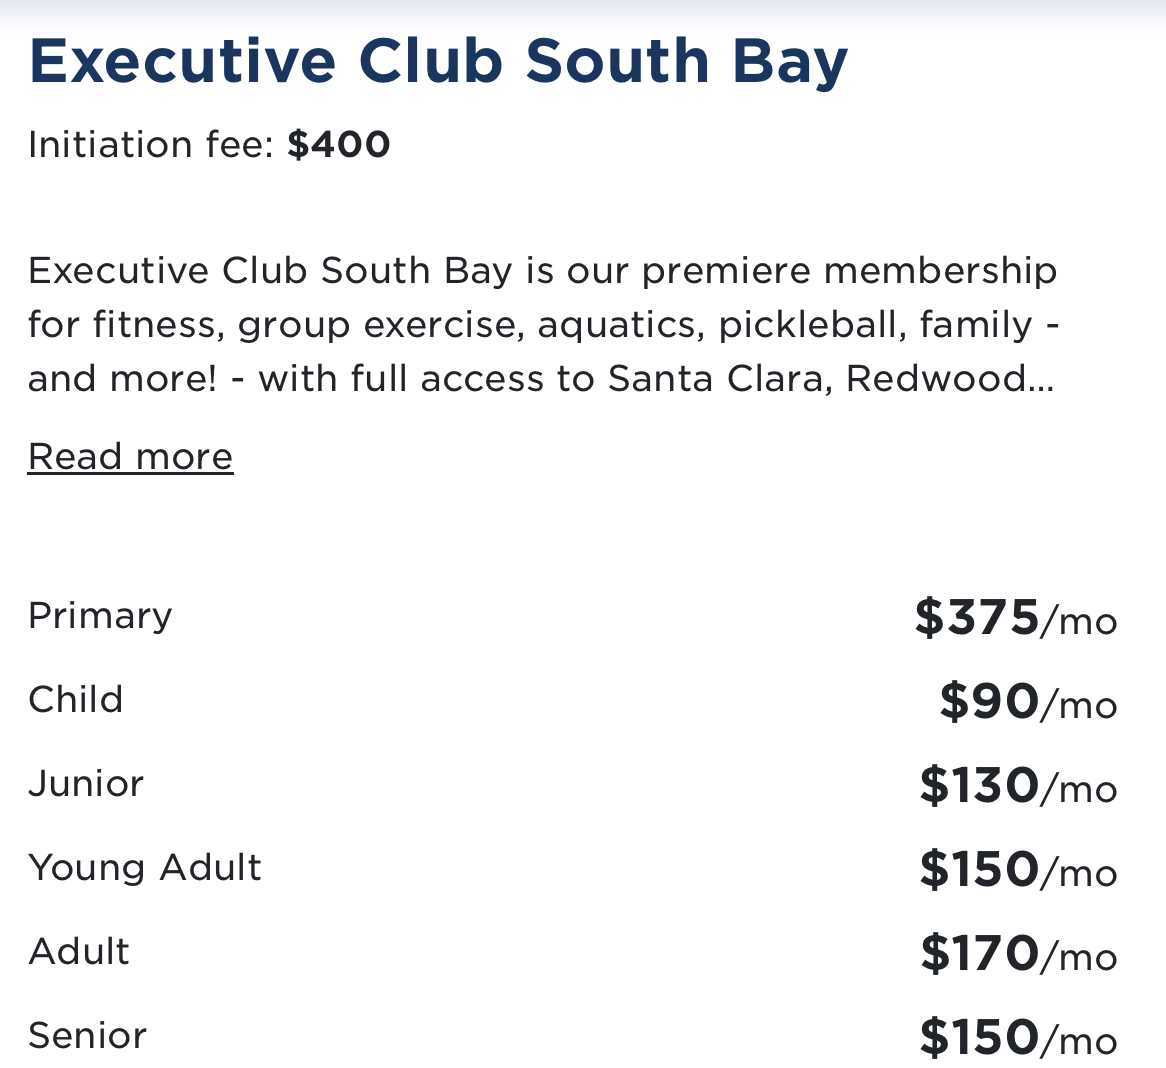 Executive Club South Bay
Initiation fee: $400
Executive Club South Bay is our premiere membership
for fitness, group exercise, aquatics, pickleball, family -
and more! - with full access to Santa Clara, Redwood...
Read more
Primary $375/mo
Child $90/mo
Junior $130/mo
Young Adult $150/mo
Adult $170/mo
Senior $150/mo